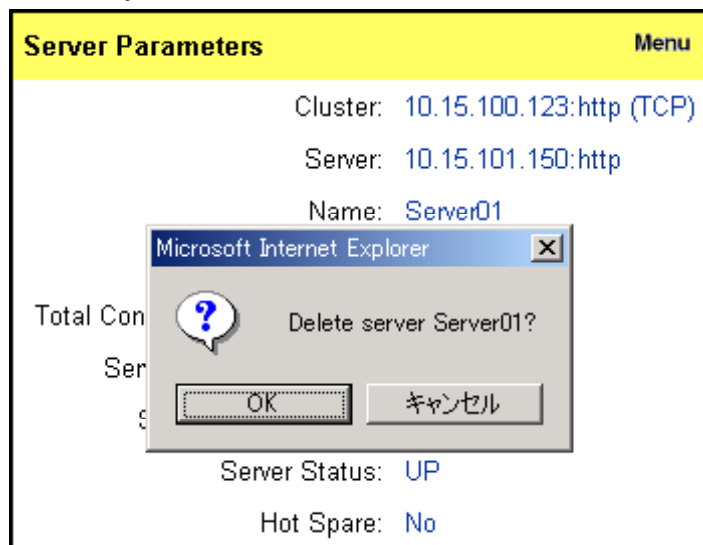 Server Parameters Menu
Cluster: 10.15.100.123:http (TCP)
Server: 10.15.101.150:http
Name: Server01
Microsoft Internet Explorer
Delete server Server01?
Total Con
Ser
OK キャンセル
Server Status: UP
Hot Spare: No